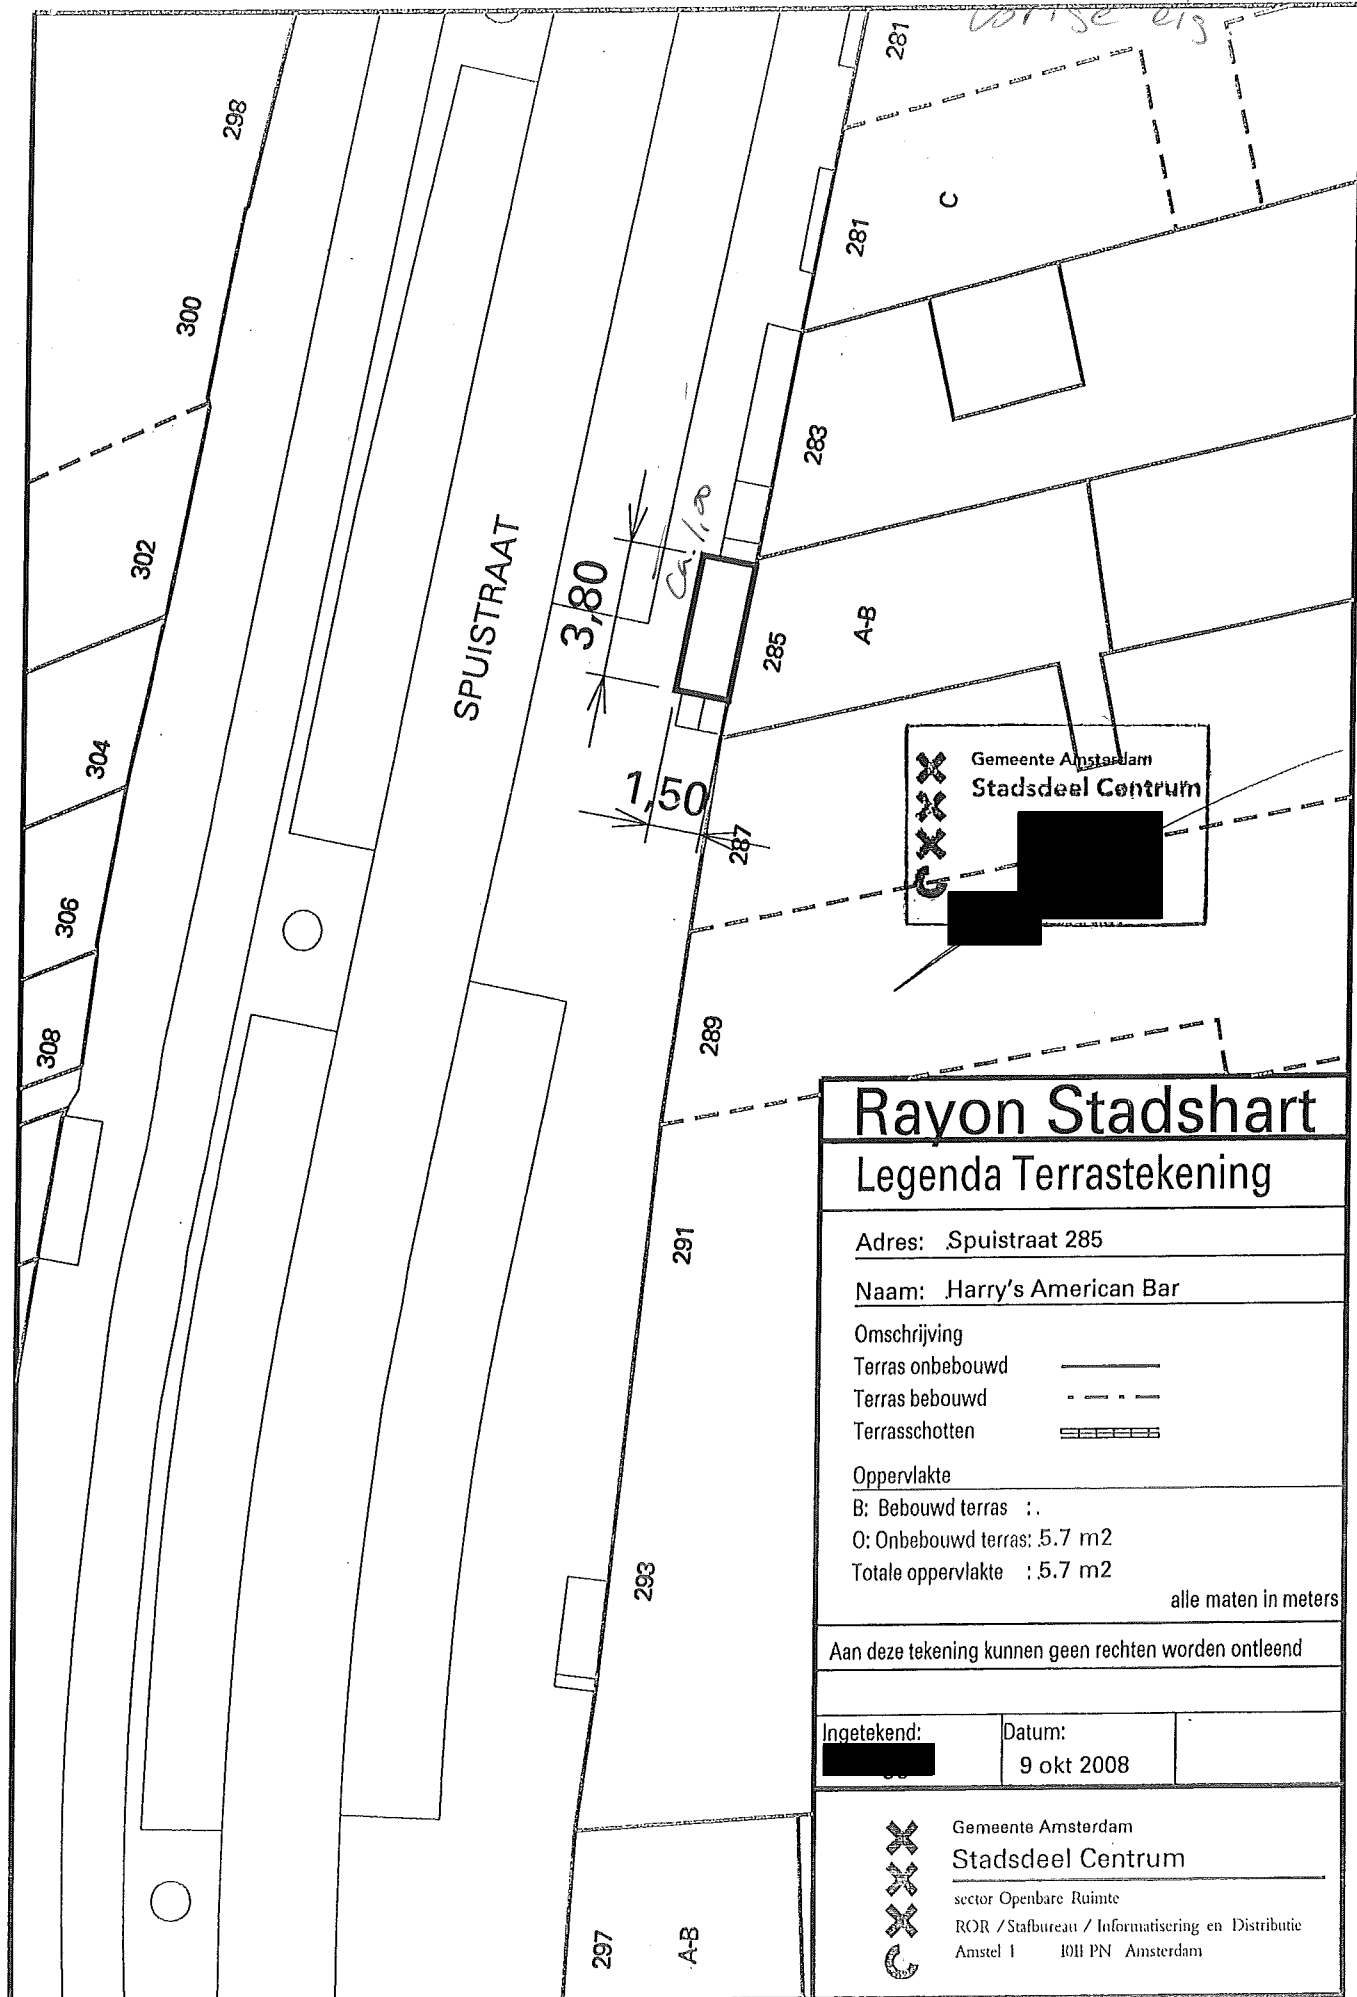 vorige eig
281
298
C
281
300
283
302
SPUISTRAAT
ca. 1,00
3,80
285
A-B
304
Gemeente Amsterdam
Stadsdeel Centrum
1,50
287
306
308
289
Rayon Stadshart
Legenda Terrastekening
291
Adres: .Spuistraat 285
Naam: .Harry's American Bar
Omschrijving
Terras onbebouwd
Terras bebouwd
Terrasschotten
Oppervlakte
B: Bebouwd terras : .
O: Onbebouwd terras: .5.7 m2
Totale oppervlakte : .5.7 m2
293
alle maten in meters
Aan deze tekening kunnen geen rechten worden ontleend
Ingetekend:
Datum:
9 okt 2008
Gemeente Amsterdam
Stadsdeel Centrum
sector Openbare Ruimte
ROR / Stafbureau / Informatisering en Distributie
Amstel 1 1011 PN Amsterdam
297
A-B